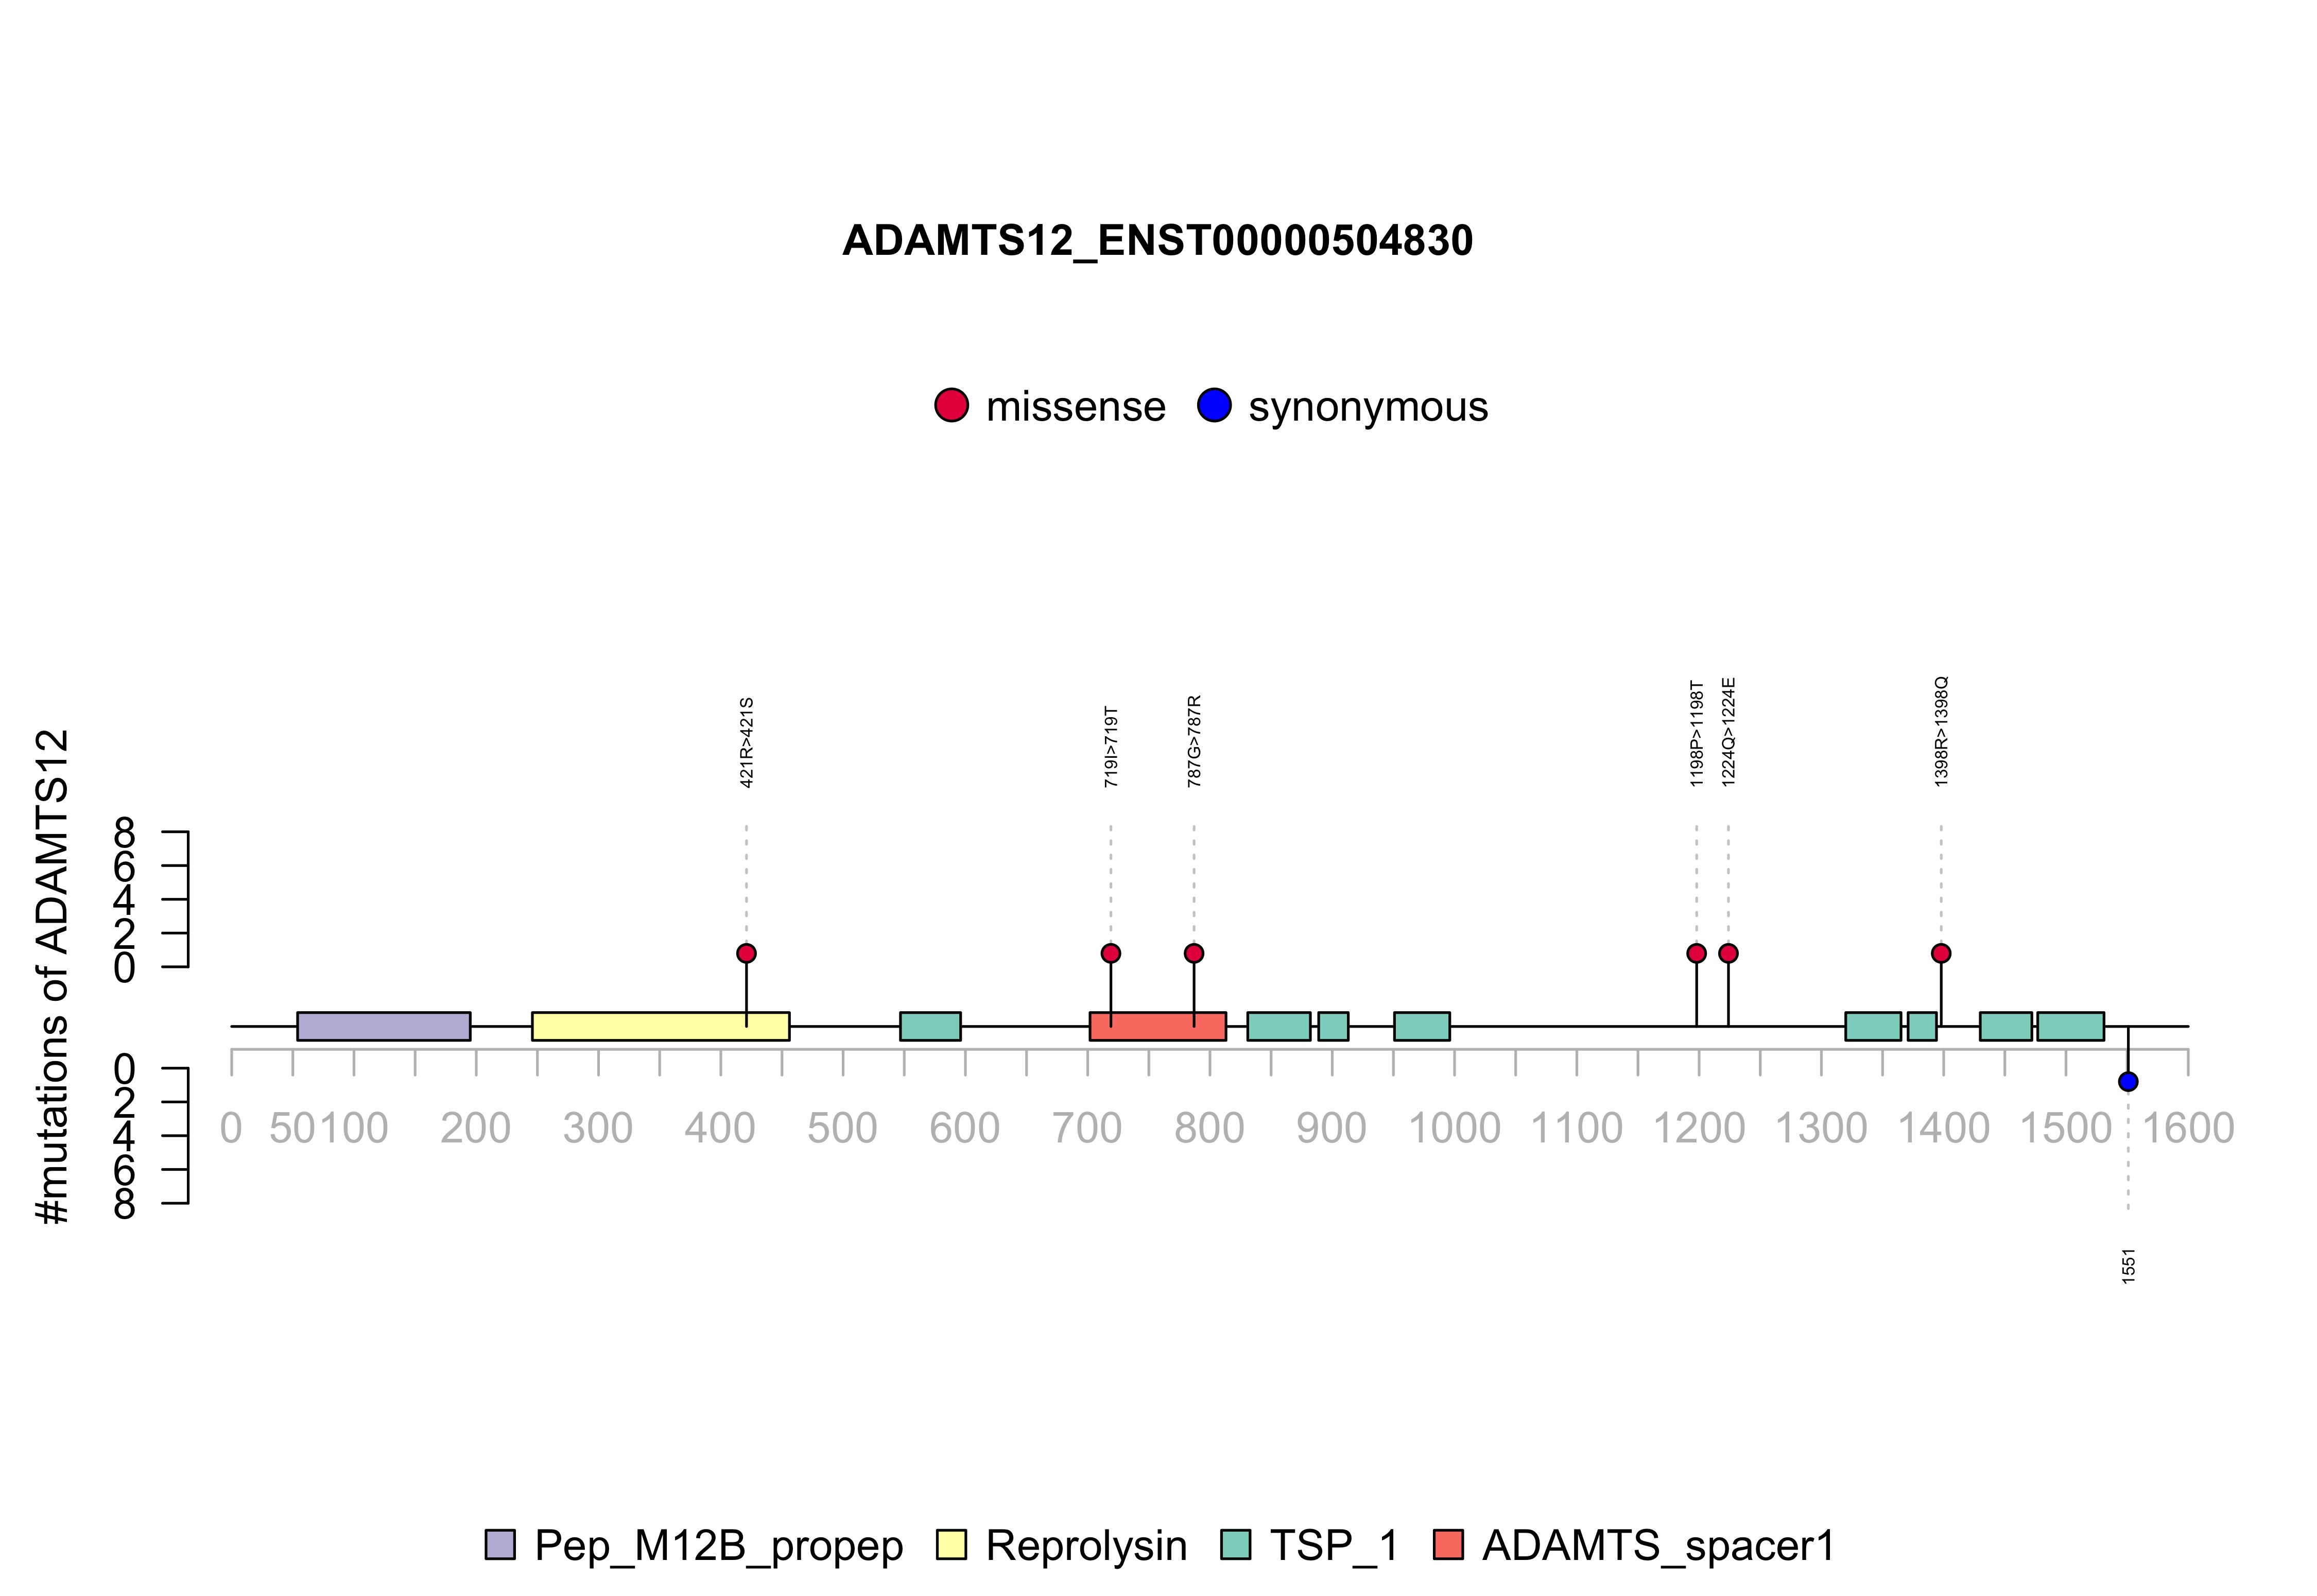 ADAMTS12_ENST00000504830
missense synonymous
421R>421S
719I>719T
787G>787R
1198P>1198T
1224Q>1224E
1398R>1398Q
#mutations of ADAMTS12
8
6
4
2
0
0
2
4
6
8
0 50 100 200 300 400 500 600 700 800 900 1000 1100 1200 1300 1400 1500 1600
1551
Pep_M12B_propep Reprolysin TSP_1 ADAMTS_spacer1